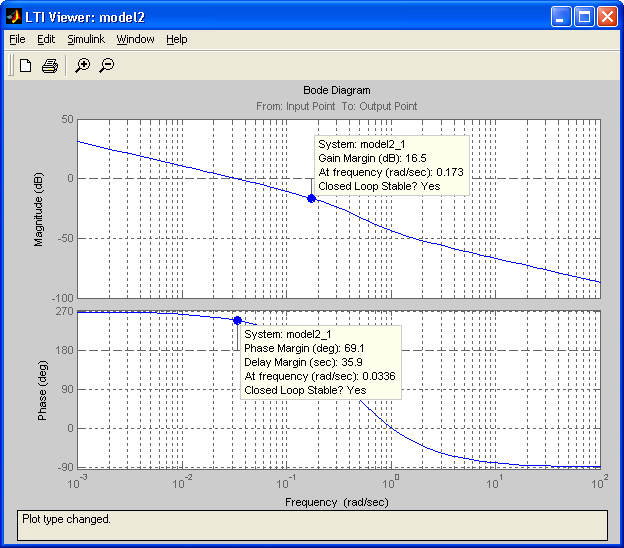 LTI Viewer: model2
File Edit Simulink Window Help
Bode Diagram
From: Input Point To: Output Point
Magnitude (dB)
50
0
-50
-100
System: model2_1
Gain Margin (dB): 16.5
At frequency (rad/sec): 0.173
Closed Loop Stable? Yes
Phase (deg)
270
180
90
0
-90
System: model2_1
Phase Margin (deg): 69.1
Delay Margin (sec): 35.9
At frequency (rad/sec): 0.0336
Closed Loop Stable? Yes
10^-3 10^-2 10^-1 10^0 10^1 10^2
Frequency (rad/sec)
Plot type changed.